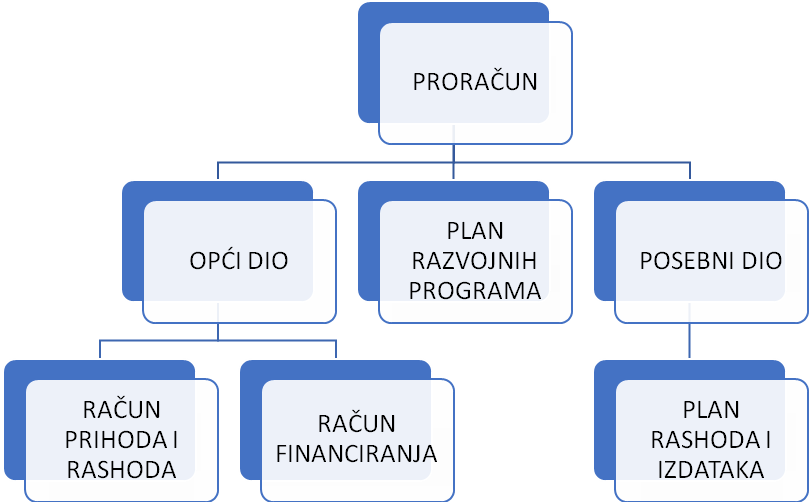 PRORAČUN
OPĆI DIO
PLAN
RAZVOJNIH
PROGRAMA
POSEBNI DIO
RAČUN
PRIHODA I
RASHODA
RAČUN
FINANCIRANJA
PLAN
RASHODA I
IZDATAKA